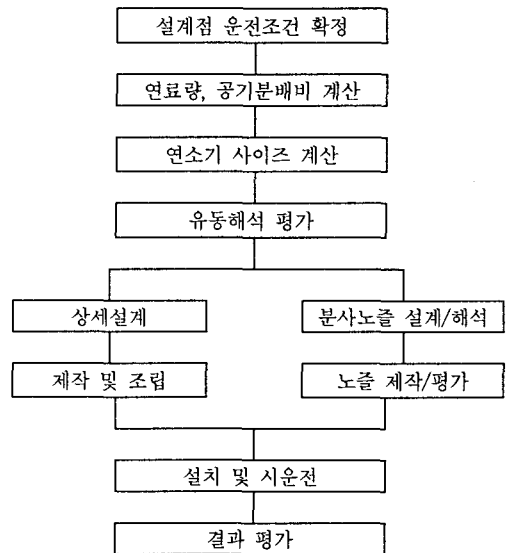 설계점 운전조건 확정
연료량, 공기분배비 계산
연소기 사이즈 계산
유동해석 평가
상세설계
분사노즐 설계/해석
제작 및 조립
노즐 제작/평가
설치 및 시운전
결과 평가